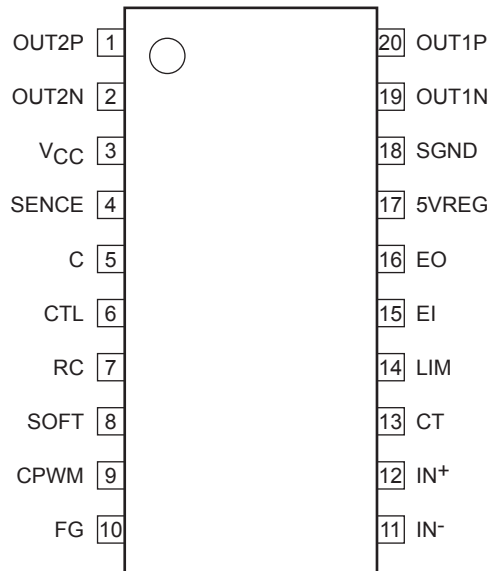 OUT2P 1 20 OUT1P
OUT2N 2 19 OUT1N
VCC 3 18 SGND
SENCE 4 17 5VREG
C 5 16 EO
CTL 6 15 EI
RC 7 14 LIM
SOFT 8 13 CT
CPWM 9 12 IN+
FG 10 11 IN-